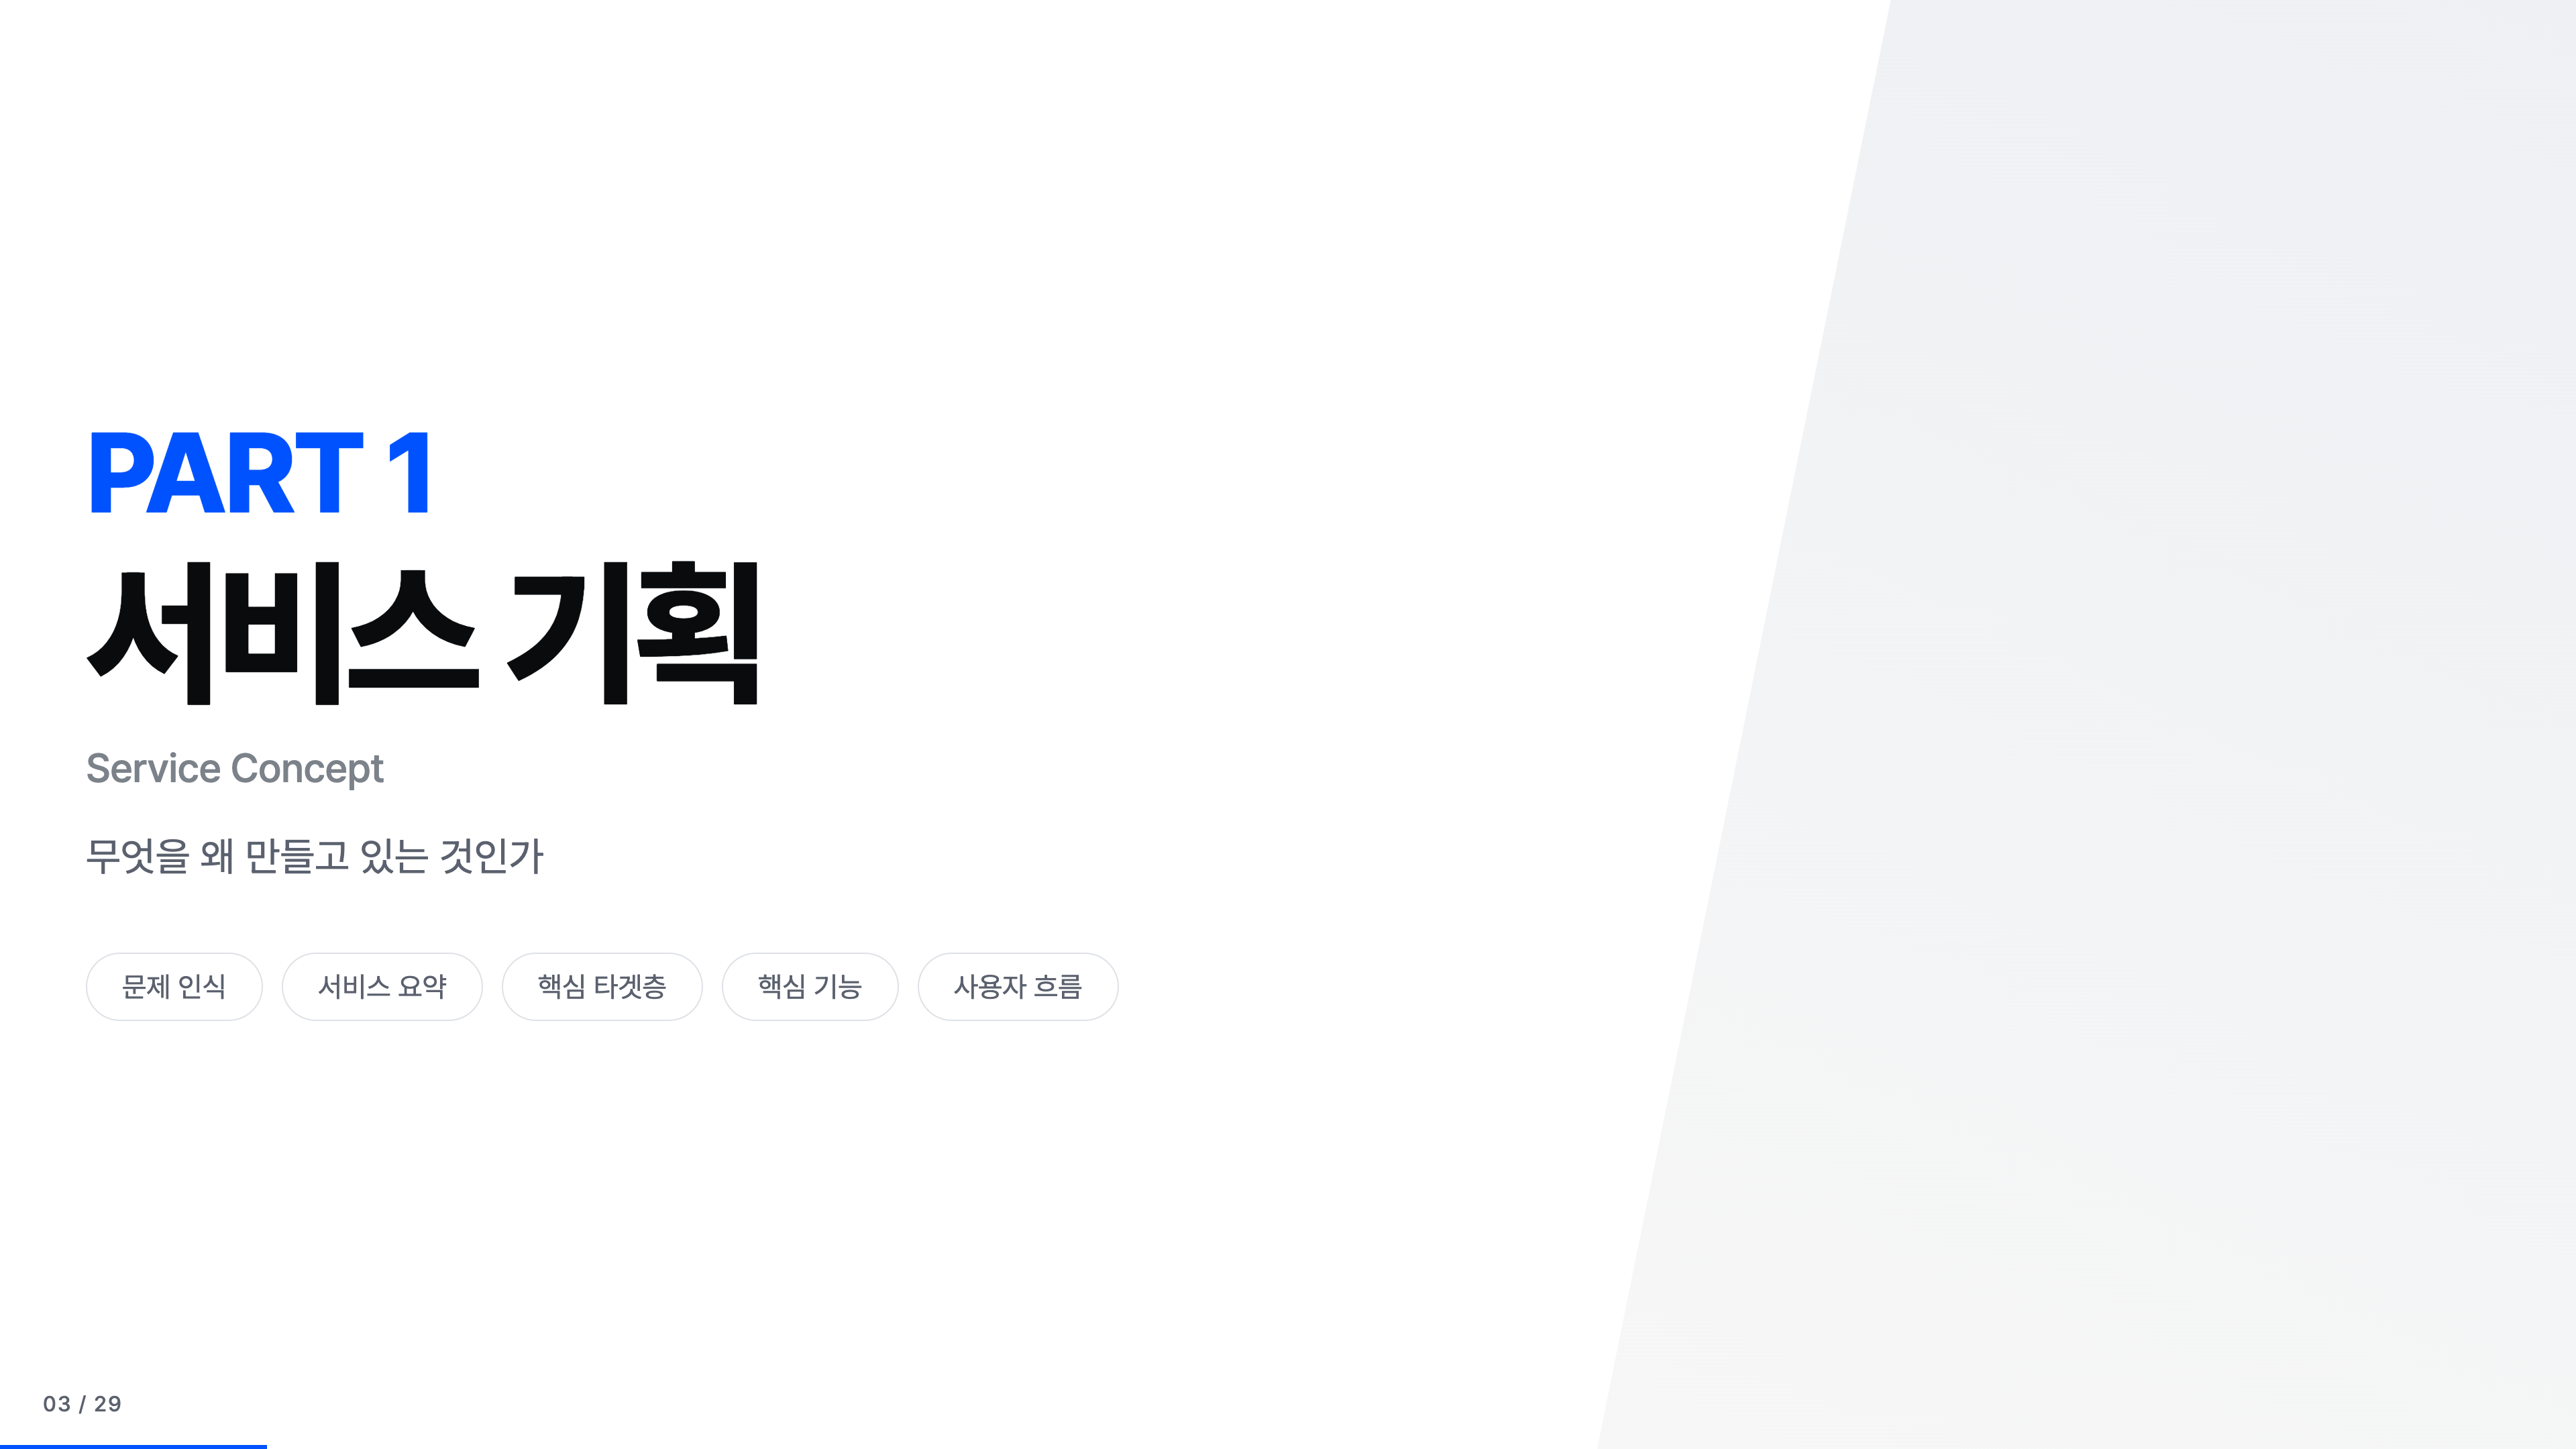 PART 1
서비스 기획
Service Concept
무엇을 왜 만들고 있는 것인가
문제 인식
서비스 요약
핵심 타겟층
핵심 기능
사용자 흐름
03 / 29